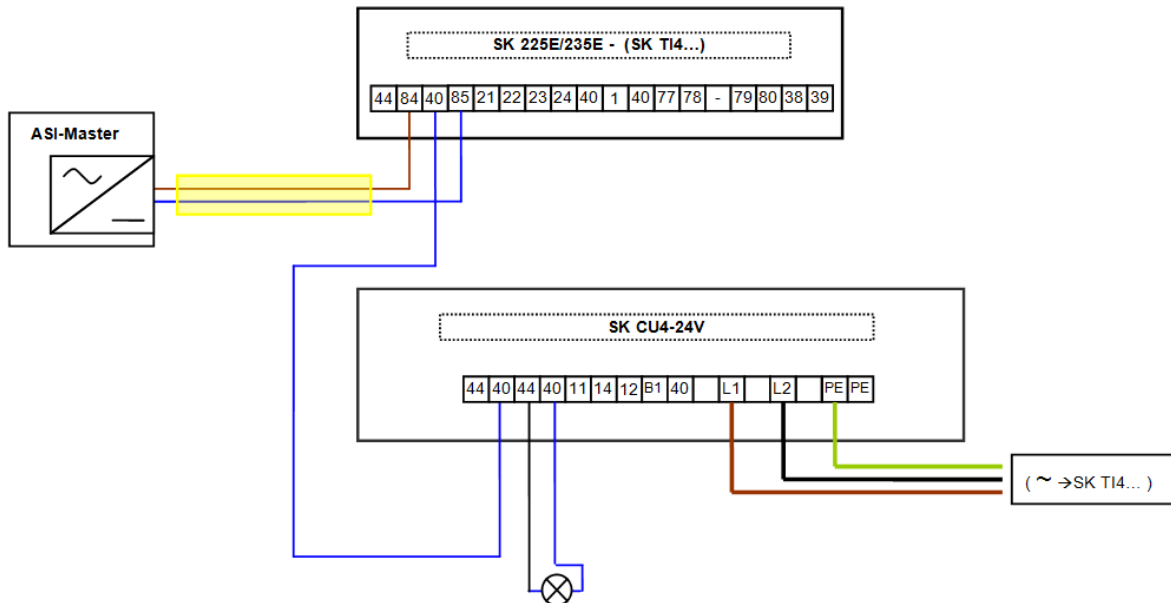 SK 225E/235E - (SK TI4...)
44 84 40 85 21 22 23 24 40 1 40 77 78 - 79 80 38 39
ASI-Master
SK CU4-24V
44 40 44 40 11 14 12 B1 40 L1 L2 PE PE
( ~ →SK TI4... )